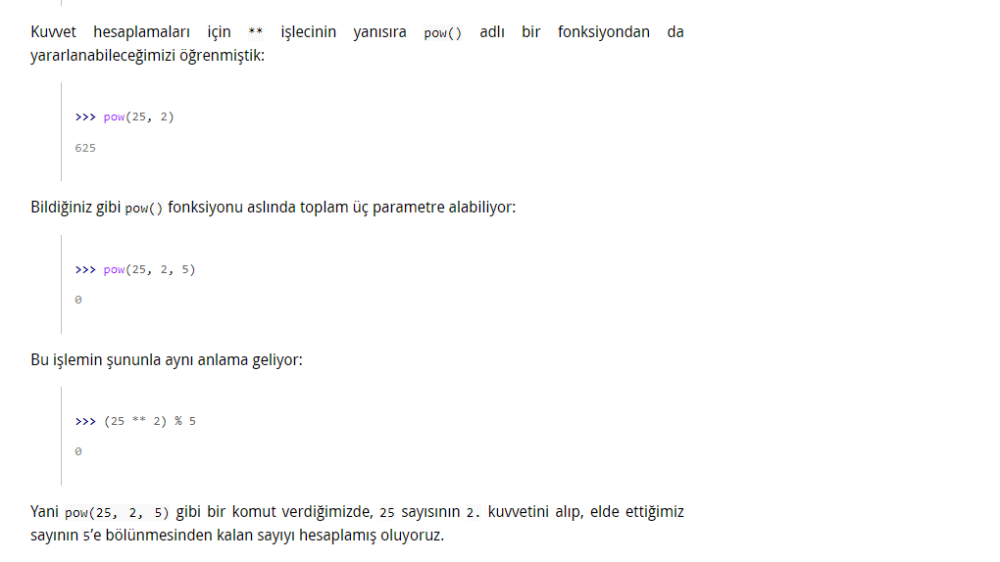 Kuvvet hesaplamaları için ** işlecinin yanısıra pow() adlı bir fonksiyondan da
yararlanabileceğimizi öğrenmiştik:
>>> pow(25, 2)
625
Bildiğiniz gibi pow() fonksiyonu aslında toplam üç parametre alabiliyor:
>>> pow(25, 2, 5)
0
Bu işlemin şununla aynı anlama geliyor:
>>> (25 ** 2) % 5
0
Yani pow(25, 2, 5) gibi bir komut verdiğimizde, 25 sayısının 2. kuvvetini alıp, elde ettiğimiz
sayının 5’e bölünmesinden kalan sayıyı hesaplamış oluyoruz.